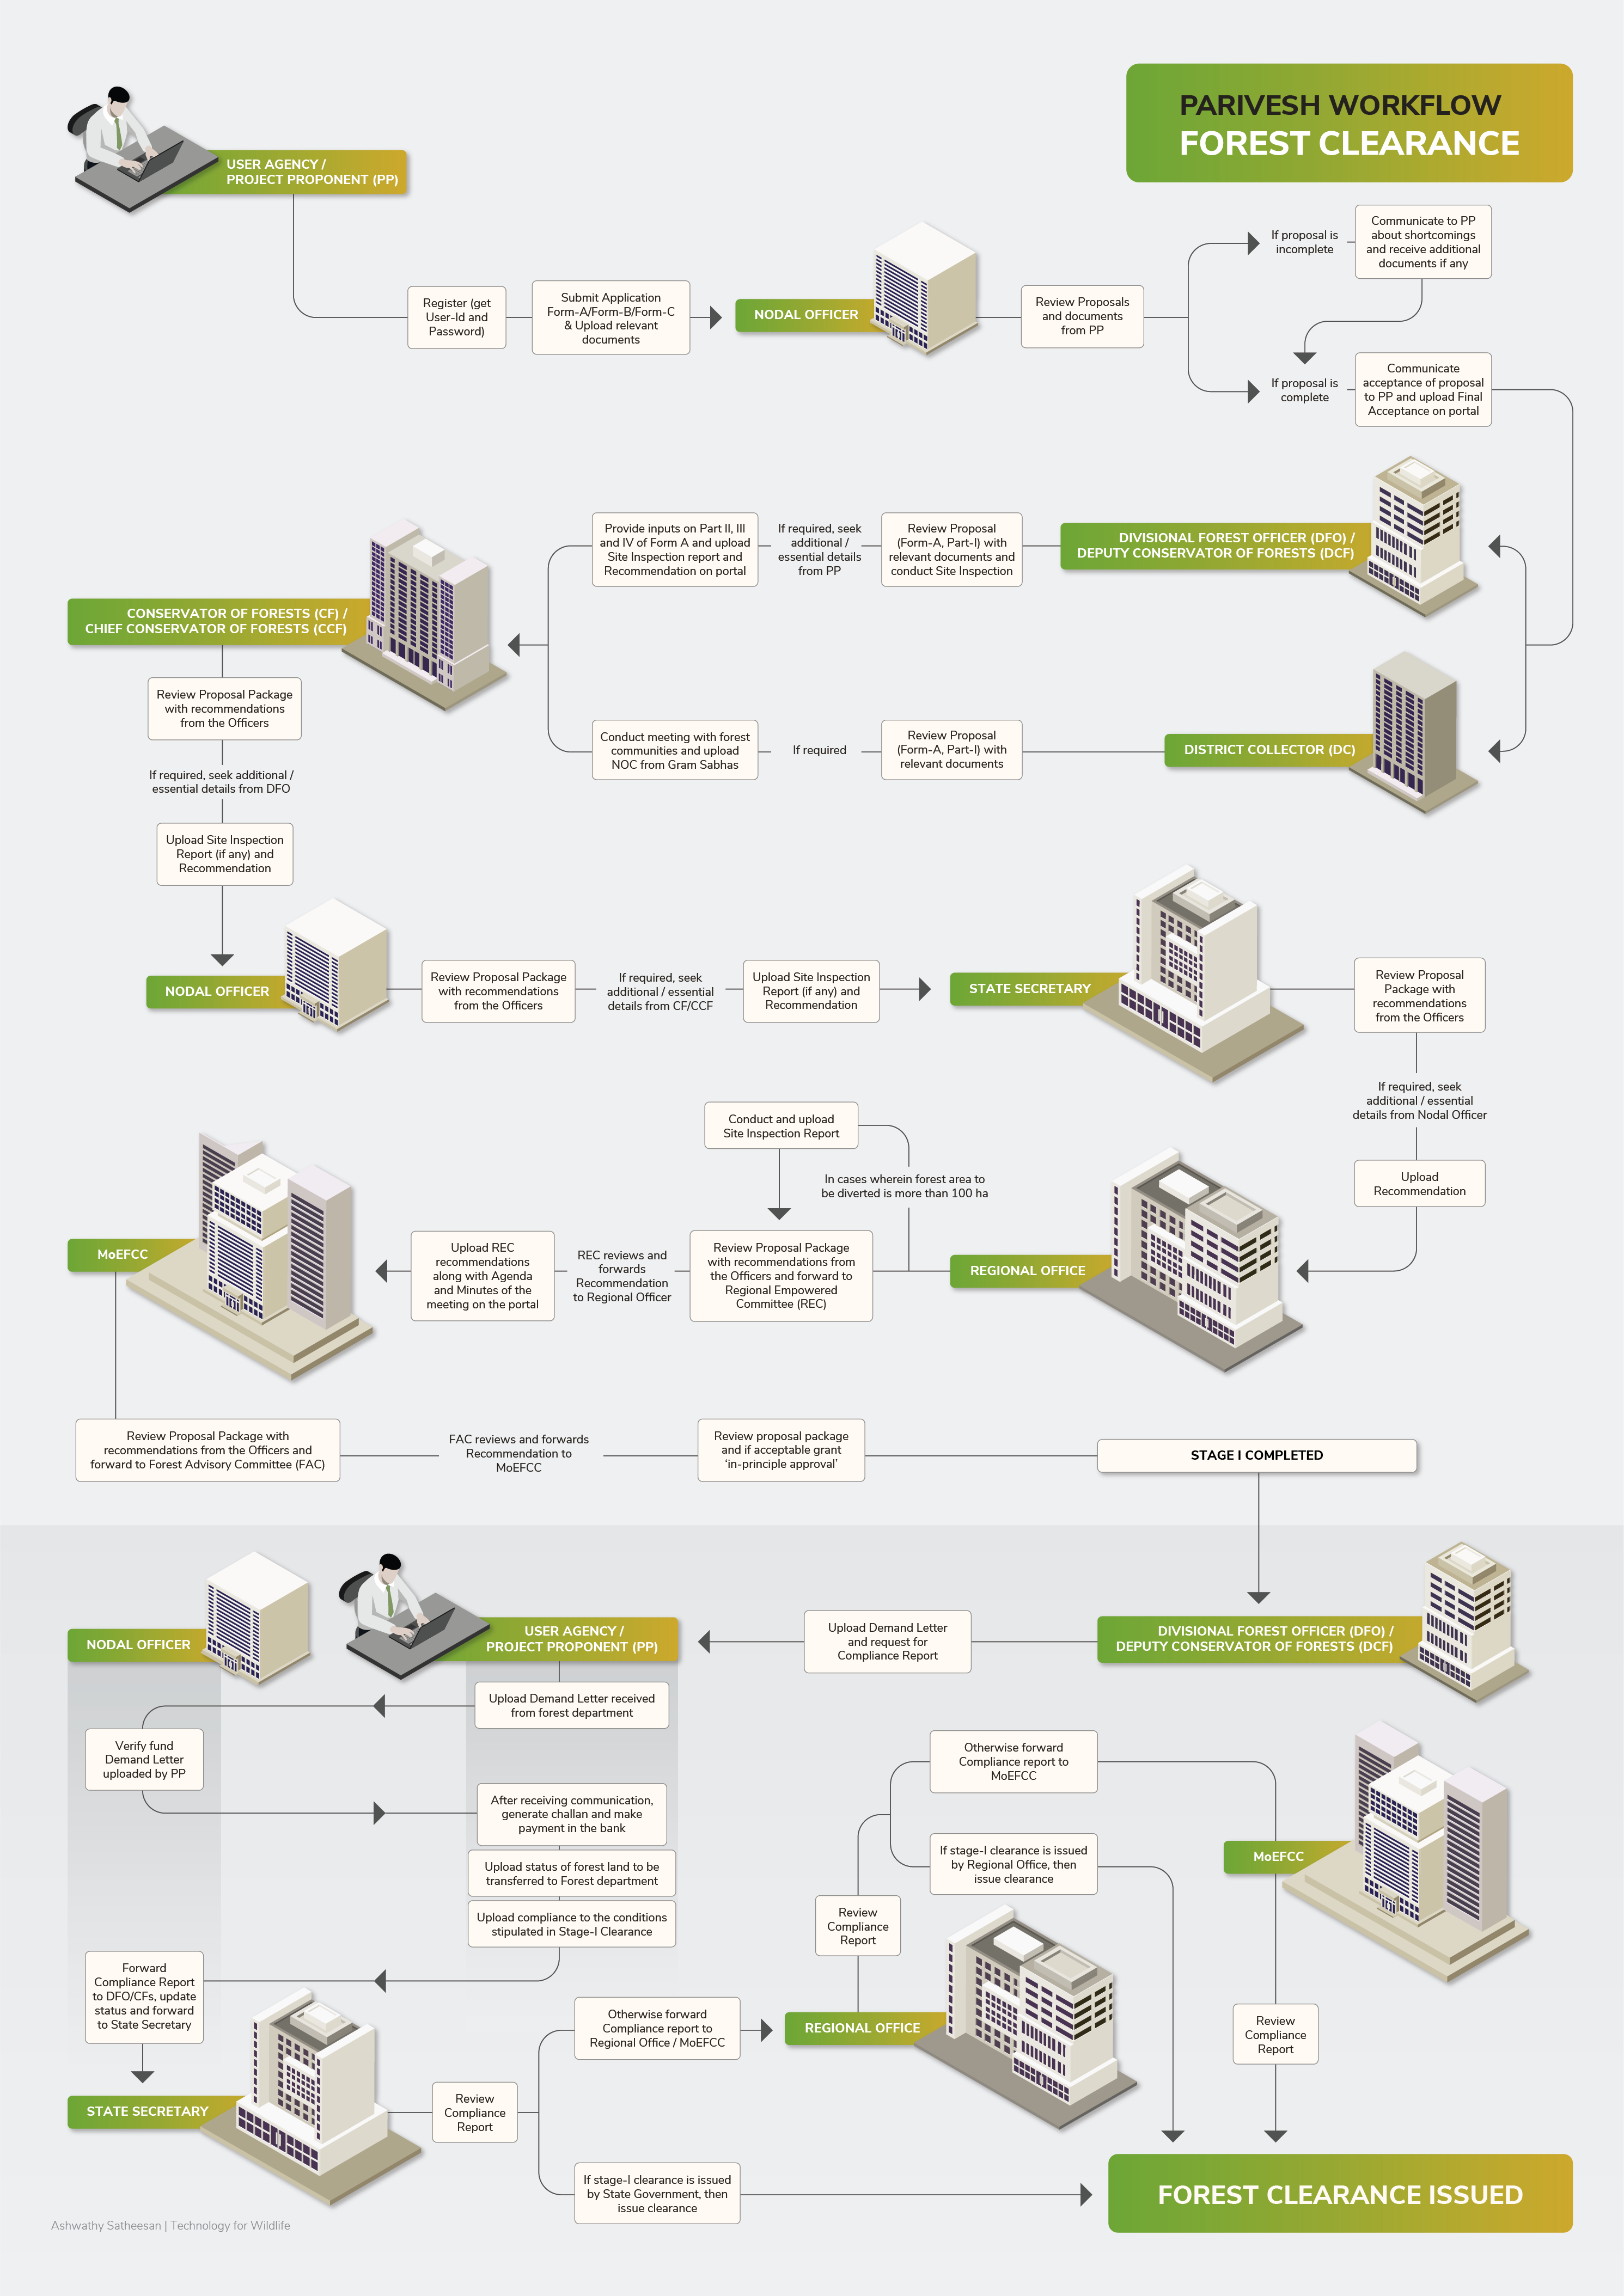 PARIVESH WORKFLOW
FOREST CLEARANCE
USER AGENCY /
PROJECT PROPONENT (PP)
Register (get
User-Id and
Password)
Submit Application
Form-A/Form-B/Form-C
& Upload relevant
documents
NODAL OFFICER
Review Proposals
and documents
from PP
If proposal is
incomplete
Communicate to PP
about shortcomings
and receive additional
documents if any
If proposal is
complete
Communicate
acceptance of proposal
to PP and upload Final
Acceptance on portal
DIVISIONAL FOREST OFFICER (DFO) /
DEPUTY CONSERVATOR OF FORESTS (DCF)
Review Proposal
(Form-A, Part-I) with
relevant documents and
conduct Site Inspection
If required, seek
additional /
essential details
from PP
Provide inputs on Part II, III
and IV of Form A and upload
Site Inspection report and
Recommendation on portal
DISTRICT COLLECTOR (DC)
Review Proposal
(Form-A, Part-I) with
relevant documents
If required
Conduct meeting with forest
communities and upload
NOC from Gram Sabhas
CONSERVATOR OF FORESTS (CF) /
CHIEF CONSERVATOR OF FORESTS (CCF)
Review Proposal Package
with recommendations
from the Officers
If required, seek additional /
essential details from DFO
Upload Site Inspection
Report (if any) and
Recommendation
NODAL OFFICER
Review Proposal Package
with recommendations
from the Officers
If required, seek
additional / essential
details from CF/CCF
Upload Site Inspection
Report (if any) and
Recommendation
STATE SECRETARY
Review Proposal
Package with
recommendations
from the Officers
If required, seek
additional / essential
details from Nodal Officer
Upload
Recommendation
REGIONAL OFFICE
Conduct and upload
Site Inspection Report
In cases wherein forest area to
be diverted is more than 100 ha
Review Proposal Package
with recommendations from
the Officers and forward to
Regional Empowered
Committee (REC)
REC reviews and
forwards
Recommendation
to Regional Officer
Upload REC
recommendations
along with Agenda
and Minutes of the
meeting on the portal
MoEFCC
Review Proposal Package with
recommendations from the Officers and
forward to Forest Advisory Committee (FAC)
FAC reviews and forwards
Recommendation to
MoEFCC
Review proposal package
and if acceptable grant
‘in-principle approval’
STAGE I COMPLETED
DIVISIONAL FOREST OFFICER (DFO) /
DEPUTY CONSERVATOR OF FORESTS (DCF)
Upload Demand Letter
and request for
Compliance Report
USER AGENCY /
PROJECT PROPONENT (PP)
NODAL OFFICER
Upload Demand Letter received
from forest department
Verify fund
Demand Letter
uploaded by PP
After receiving communication,
generate challan and make
payment in the bank
Upload status of forest land to be
transferred to Forest department
Upload compliance to the conditions
stipulated in Stage-I Clearance
Forward
Compliance Report
to DFO/CFs, update
status and forward
to State Secretary
STATE SECRETARY
Review
Compliance
Report
Otherwise forward
Compliance report to
Regional Office / MoEFCC
If stage-I clearance is issued
by State Government, then
issue clearance
REGIONAL OFFICE
Review
Compliance
Report
Otherwise forward
Compliance report to
MoEFCC
If stage-I clearance is issued
by Regional Office, then
issue clearance
MoEFCC
Review
Compliance
Report
FOREST CLEARANCE ISSUED
Ashwathy Satheesan | Technology for Wildlife